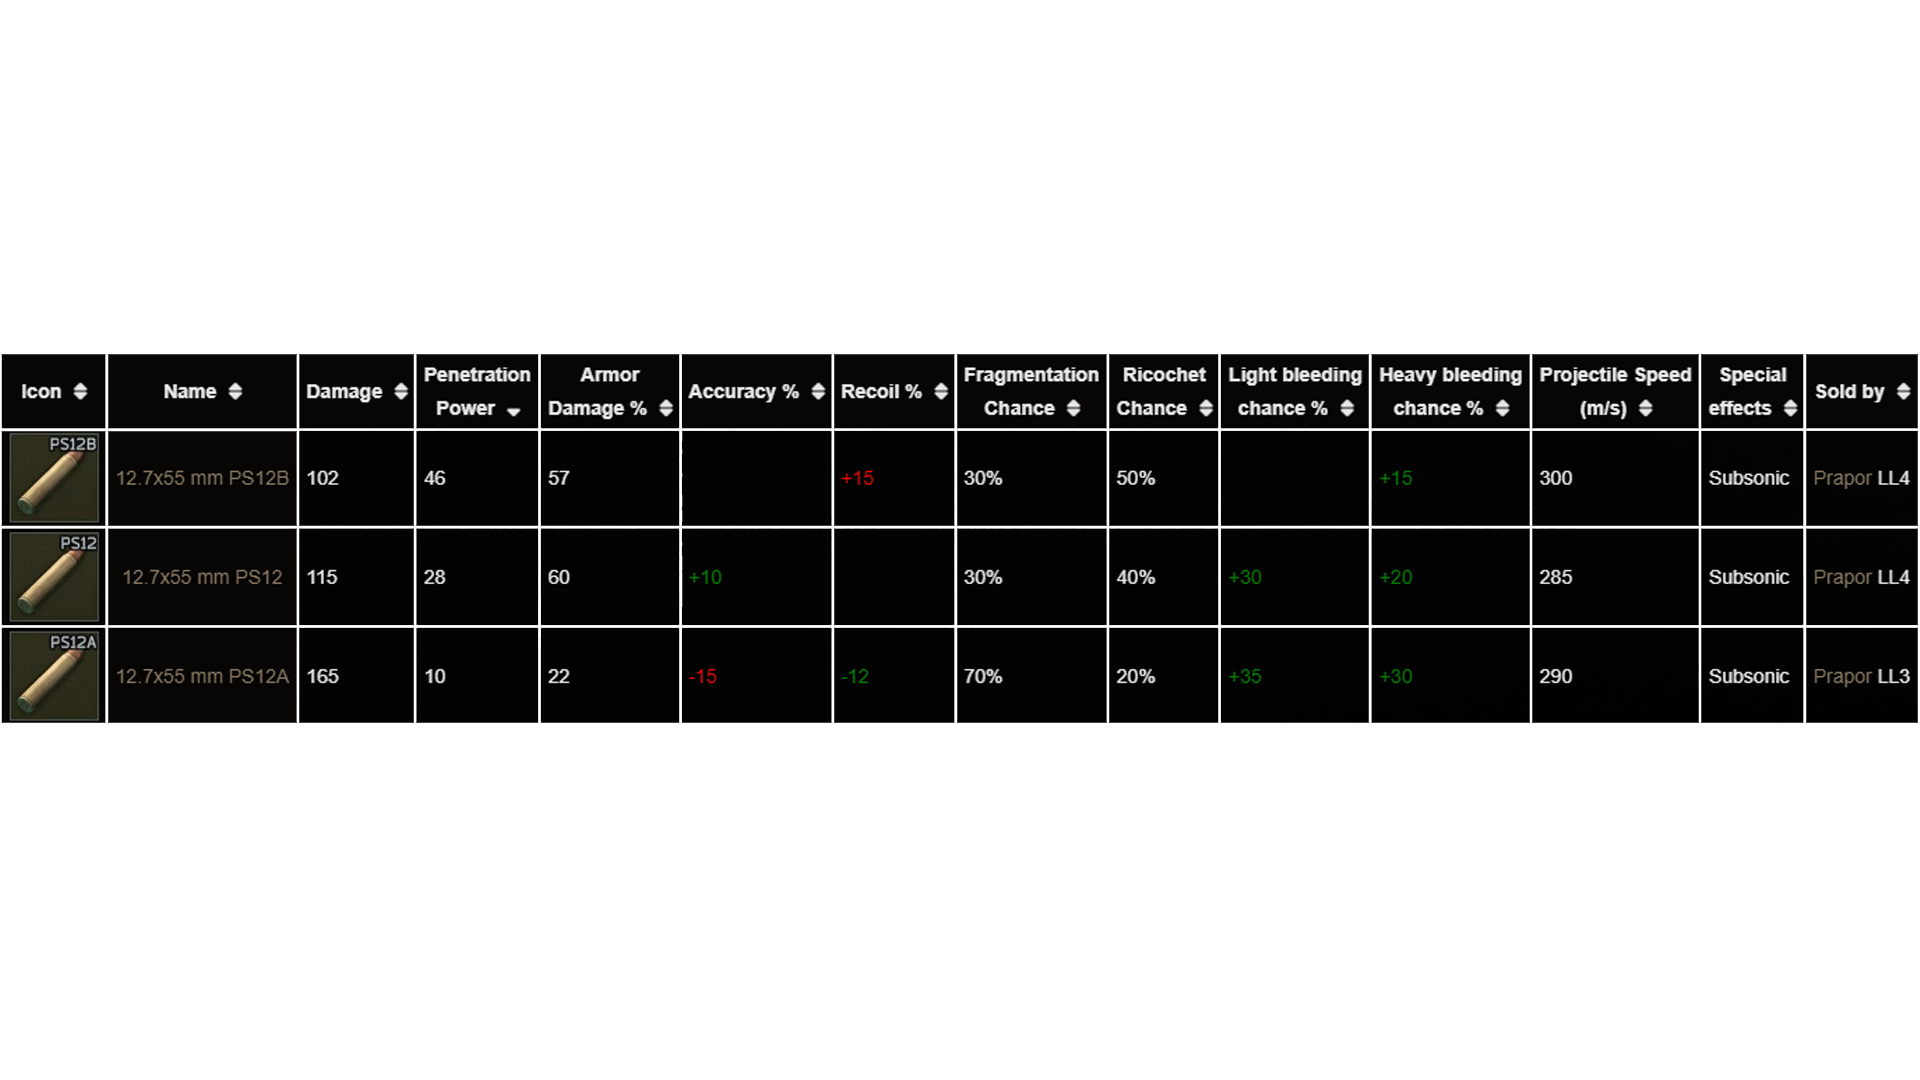 Icon Name Damage Penetration Power Armor Damage % Accuracy % Recoil % Fragmentation Chance Ricochet Chance Light bleeding chance % Heavy bleeding chance % Projectile Speed (m/s) Special effects Sold by
PS12B 12.7x55 mm PS12B 102 46 57 +15 30% 50% +15 300 Subsonic Prapor LL4
PS12 12.7x55 mm PS12 115 28 60 +10 30% 40% +30 +20 285 Subsonic Prapor LL4
PS12A 12.7x55 mm PS12A 165 10 22 -15 -12 70% 20% +35 +30 290 Subsonic Prapor LL3